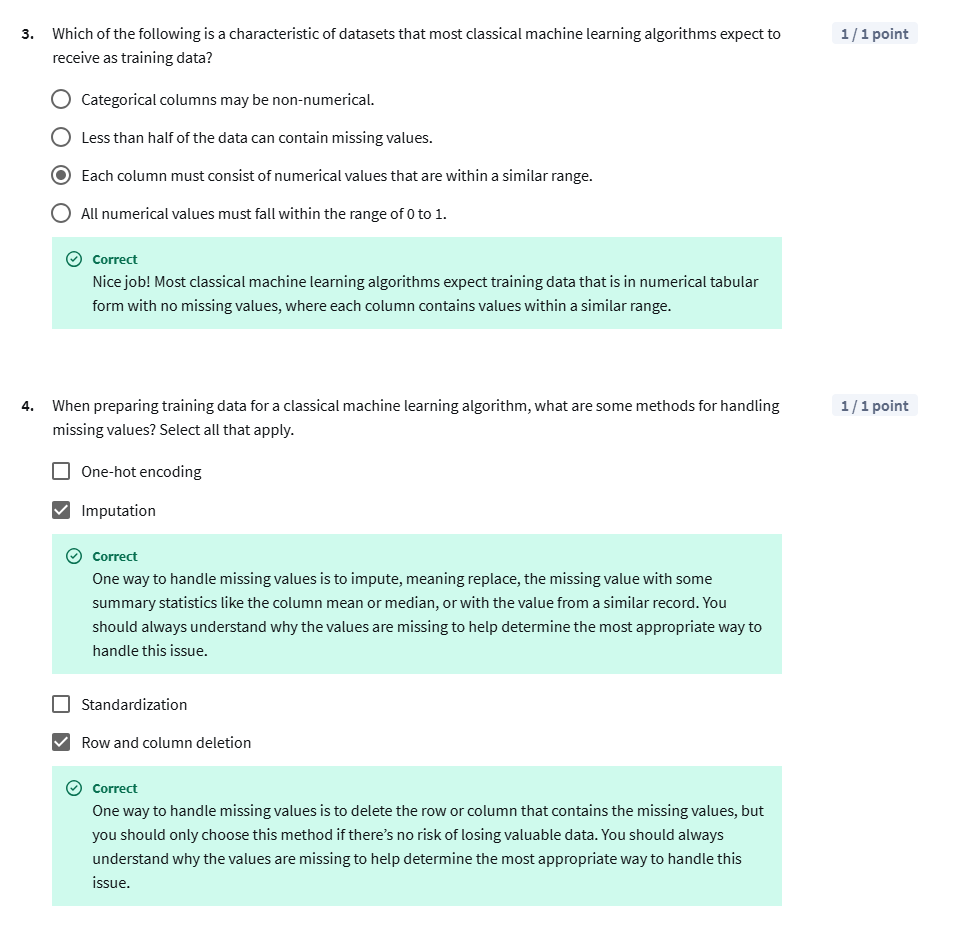 3. Which of the following is a characteristic of datasets that most classical machine learning algorithms expect to
receive as training data?
1 / 1 point
Categorical columns may be non-numerical.
Less than half of the data can contain missing values.
Each column must consist of numerical values that are within a similar range.
All numerical values must fall within the range of 0 to 1.
Correct
Nice job! Most classical machine learning algorithms expect training data that is in numerical tabular
form with no missing values, where each column contains values within a similar range.
4. When preparing training data for a classical machine learning algorithm, what are some methods for handling
missing values? Select all that apply.
1 / 1 point
One-hot encoding
Imputation
Correct
One way to handle missing values is to impute, meaning replace, the missing value with some
summary statistics like the column mean or median, or with the value from a similar record. You
should always understand why the values are missing to help determine the most appropriate way to
handle this issue.
Standardization
Row and column deletion
Correct
One way to handle missing values is to delete the row or column that contains the missing values, but
you should only choose this method if there's no risk of losing valuable data. You should always
understand why the values are missing to help determine the most appropriate way to handle this
issue.